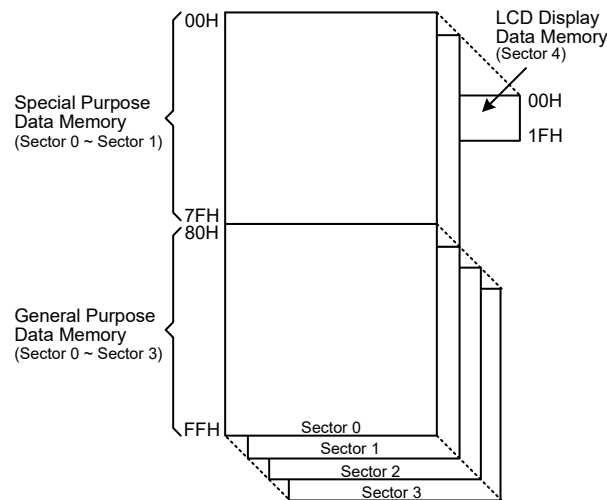 00H
LCD Display
Data Memory
(Sector 4)
00H
1FH
Special Purpose
Data Memory
(Sector 0 ~ Sector 1)
7FH
80H
General Purpose
Data Memory
(Sector 0 ~ Sector 3)
FFH
Sector 0
Sector 1
Sector 2
Sector 3